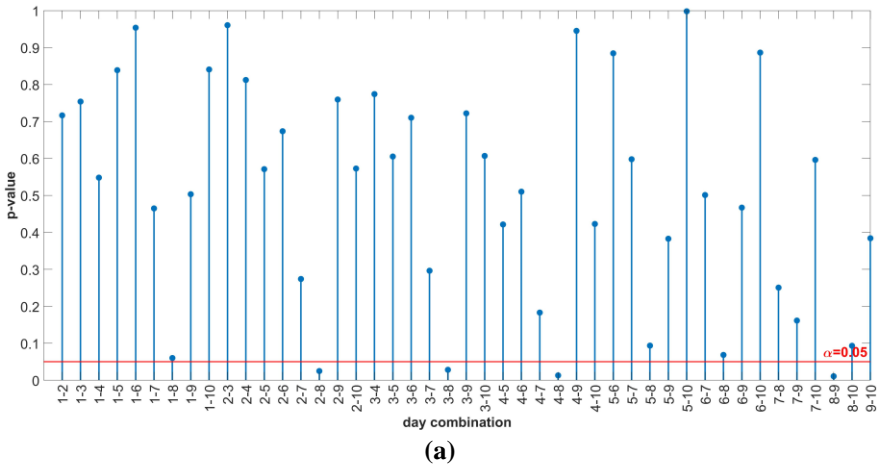 1
0.9
0.8
0.7
0.6
0.5
0.4
0.3
0.2
0.1
0
p-value
α=0.05
1-2 1-3 1-4 1-5 1-6 1-7 1-8 1-9 1-10 2-3 2-4 2-5 2-6 2-7 2-8 2-9 2-10 3-4 3-5 3-6 3-7 3-8 3-9 3-10 4-5 4-6 4-7 4-8 4-9 4-10 5-6 5-7 5-8 5-9 5-10 6-7 6-8 6-9 6-10 7-8 7-9 7-10 8-9 8-10 9-10
day combination
(a)